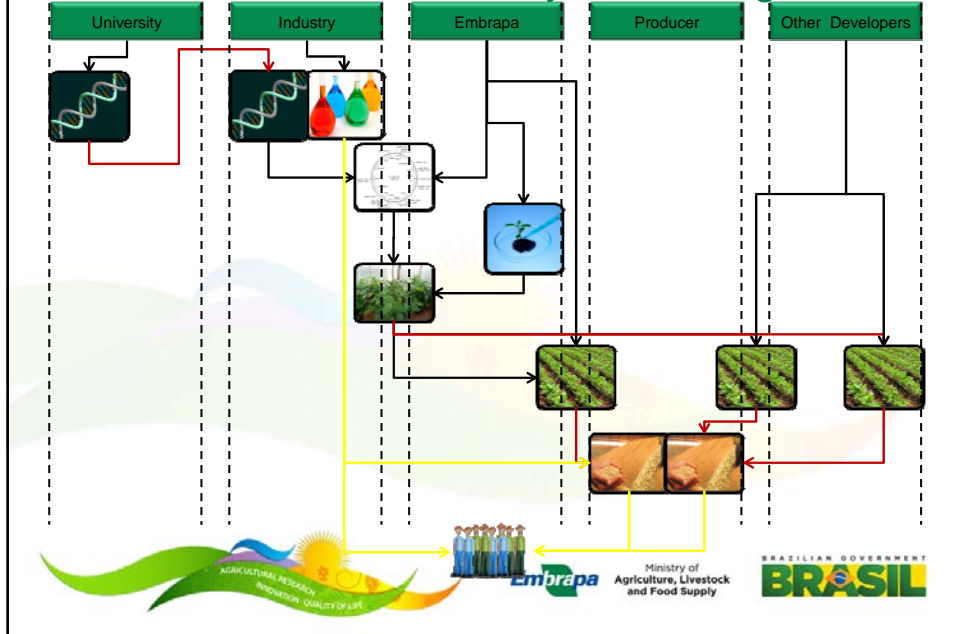 University
Industry
Embrapa
Producer
Other Developers
AGRICULTURAL RESEARCH
INNOVATION - QUALITY OF LIFE
Embrapa
Ministry of
Agriculture, Livestock
and Food Supply
BRAZILIAN GOVERNMENT
BRASIL